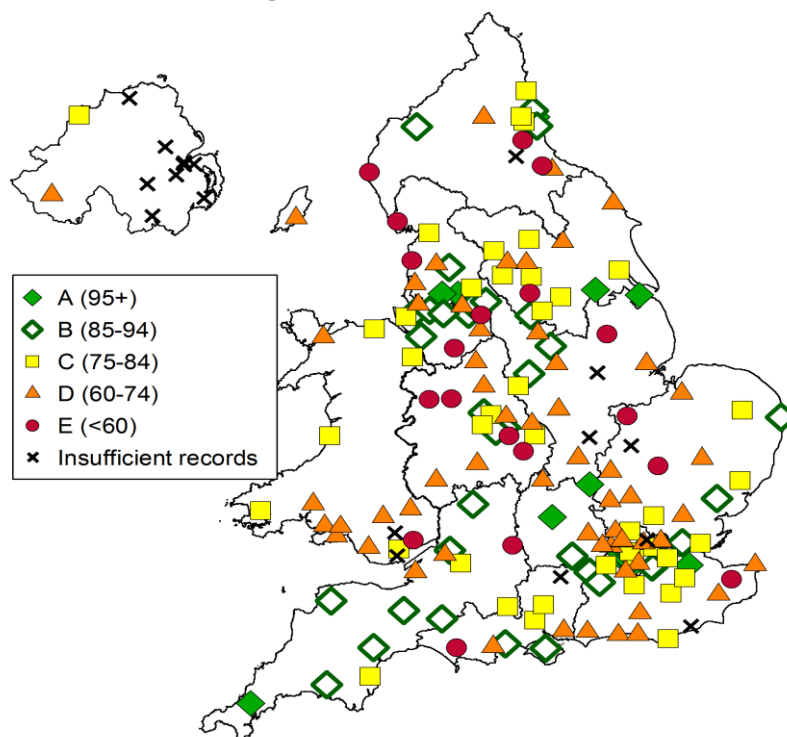 A (95+)
B (85-94)
C (75-84)
D (60-74)
E (<60)
Insufficient records